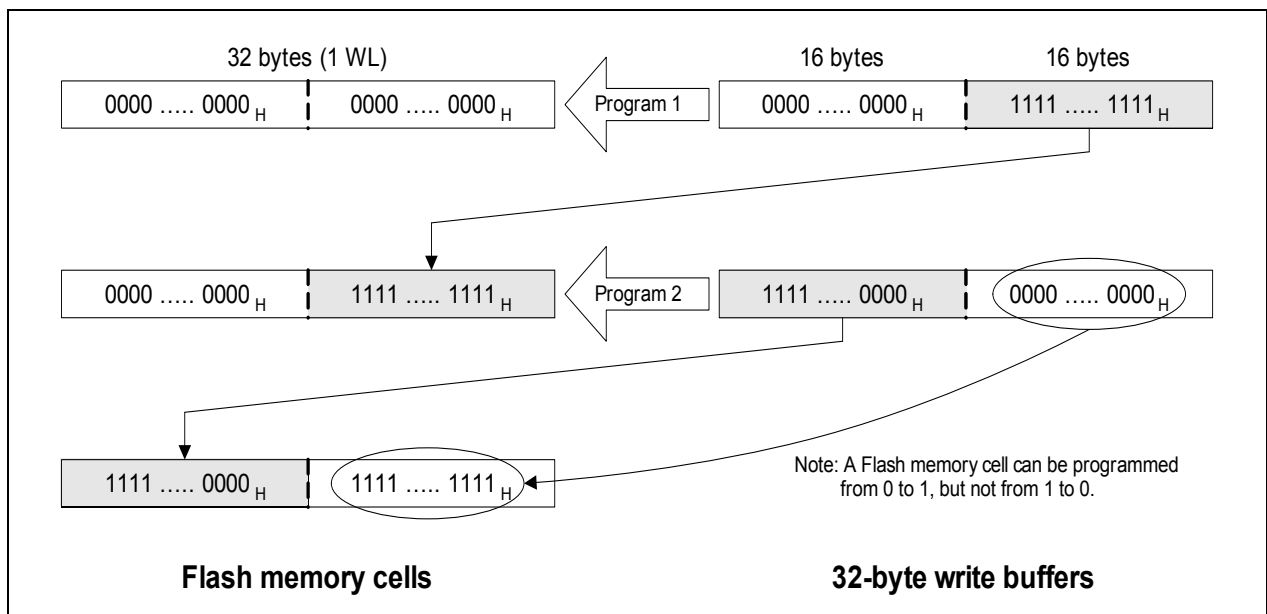 32 bytes (1 WL)
16 bytes
16 bytes
0000 ..... 0000 H
0000 ..... 0000 H
Program 1
0000 ..... 0000 H
1111 ..... 1111 H
0000 ..... 0000 H
1111 ..... 1111 H
Program 2
1111 ..... 0000 H
0000 ..... 0000 H
1111 ..... 0000 H
1111 ..... 1111 H
Note: A Flash memory cell can be programmed
from 0 to 1, but not from 1 to 0.
Flash memory cells
32-byte write buffers